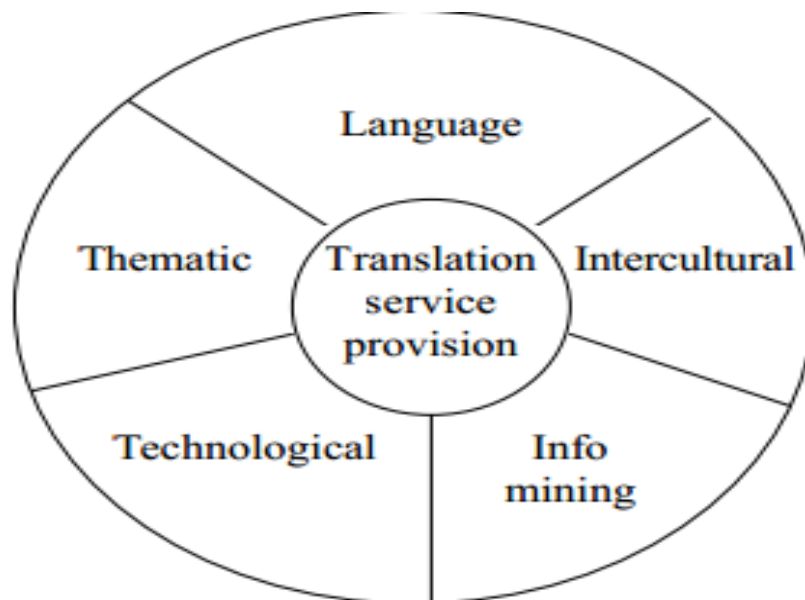 Language
Thematic
Translation
service
provision
Intercultural
Technological
Info
mining